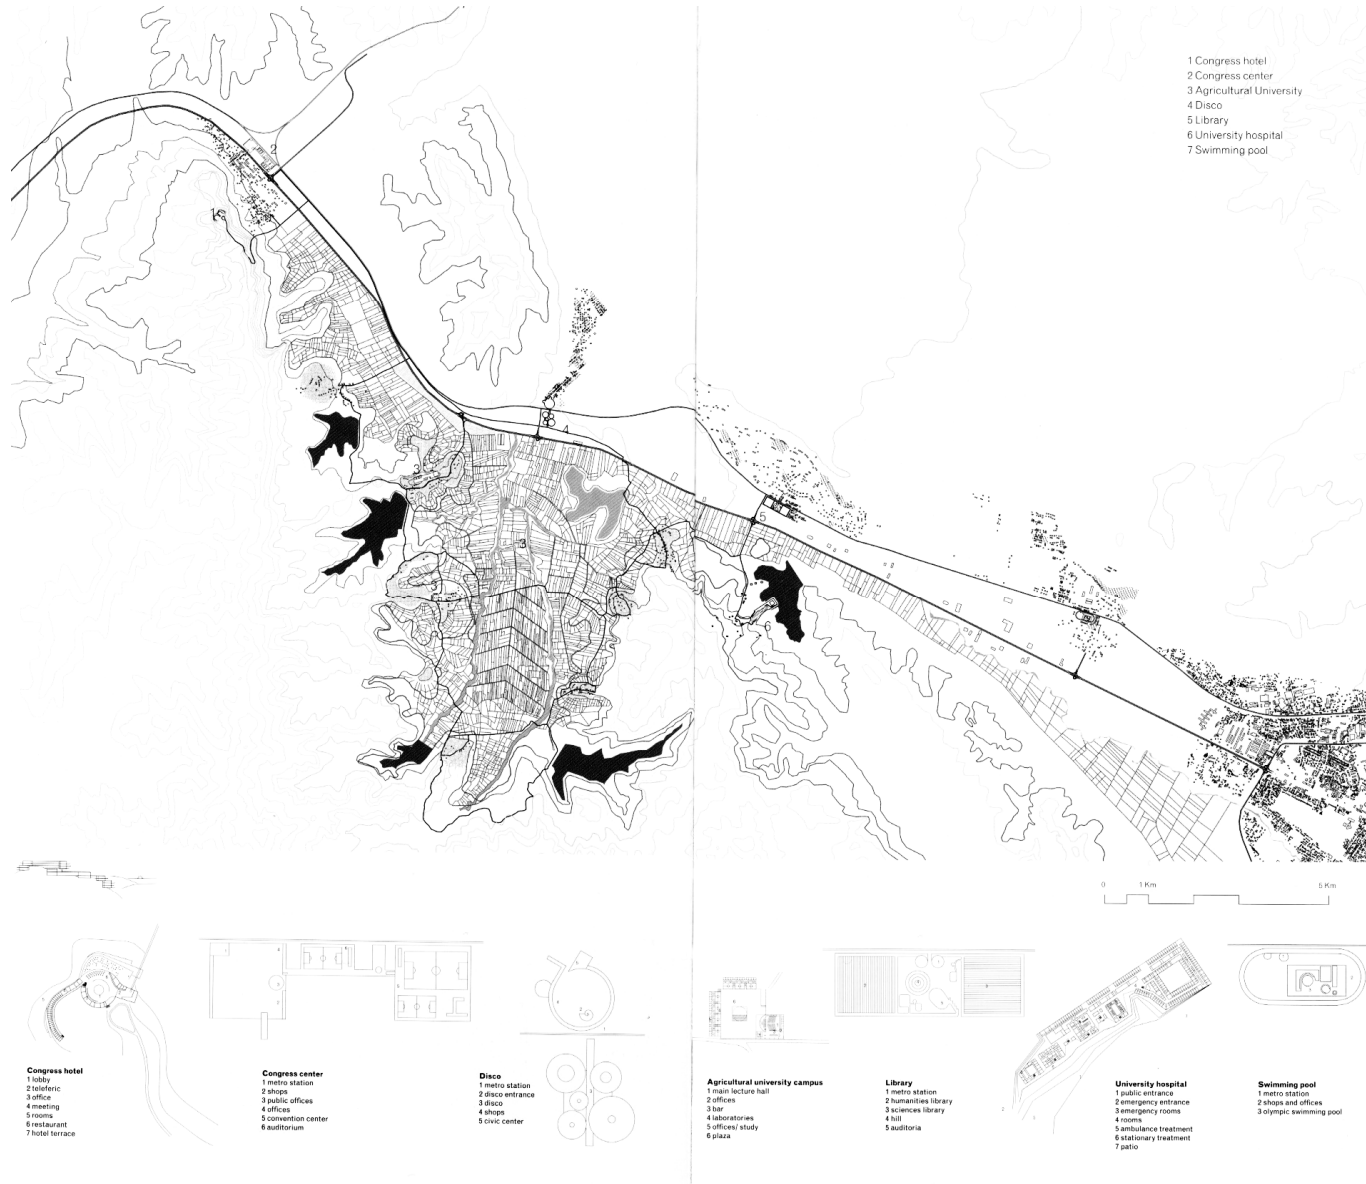 1 Congress hotel
2 Congress center
3 Agricultural University
4 Disco
5 Library
6 University hospital
7 Swimming pool
2
3
4
3
5
6
0 1 Km 5 Km
Congress hotel
1 lobby
2 teleferic
3 office
4 meeting
5 rooms
6 restaurant
7 hotel terrace
Congress center
1 metro station
2 shops
3 public offices
4 offices
5 convention center
6 auditorium
Disco
1 metro station
2 disco entrance
3 disco
4 shops
5 civic center
Agricultural university campus
1 main lecture hall
2 offices
3 bar
4 laboratories
5 offices/ study
6 plaza
Library
1 metro station
2 humanities library
3 sciences library
4 hill
5 auditoria
University hospital
1 public entrance
2 emergency entrance
3 emergency rooms
4 rooms
5 ambulance treatment
6 stationary treatment
7 patio
Swimming pool
1 metro station
2 shops and offices
3 olympic swimming pool